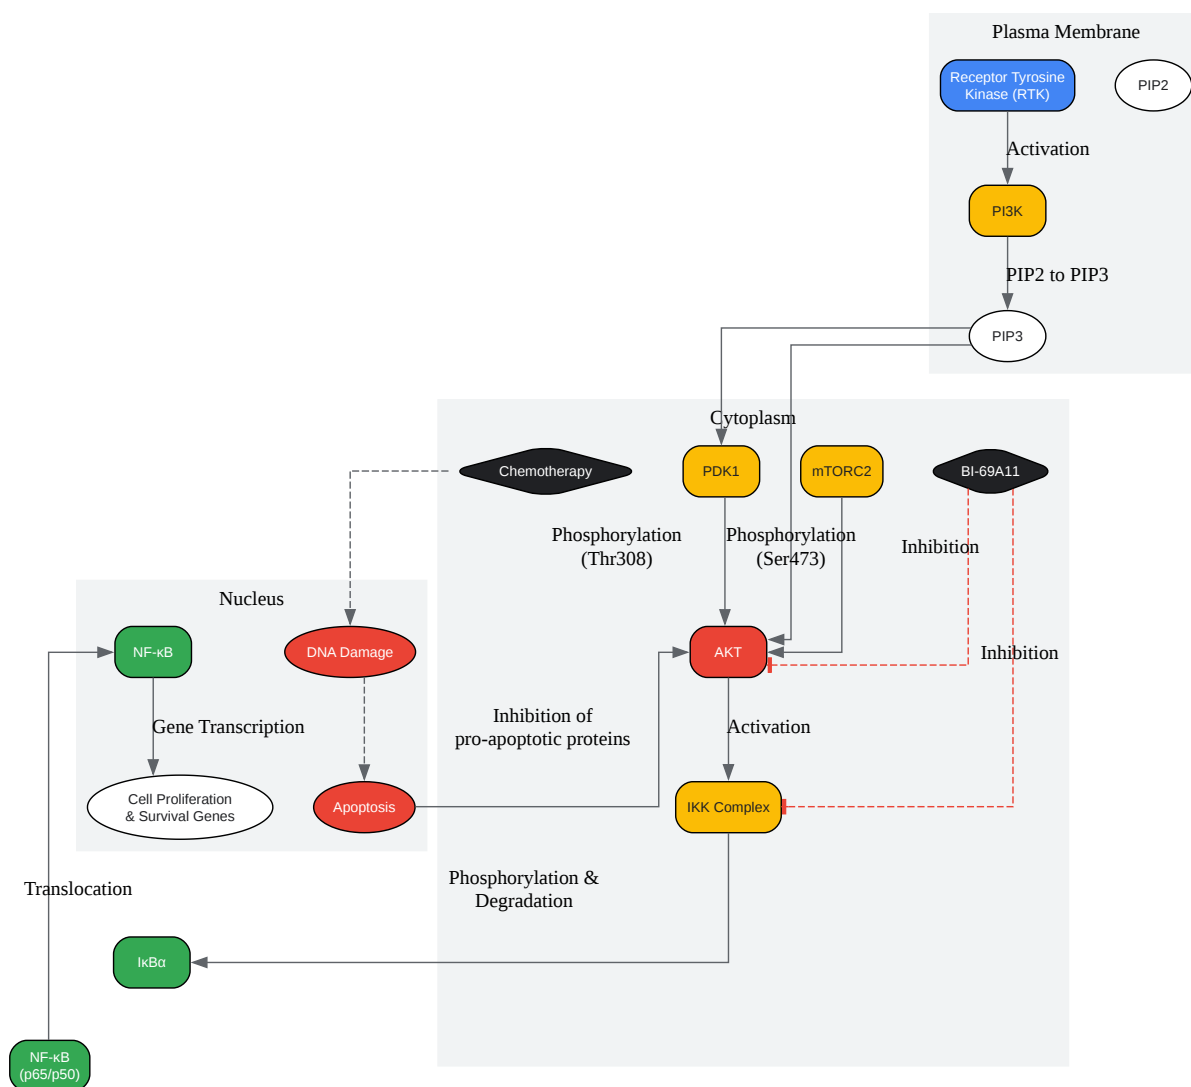 Plasma Membrane
Receptor Tyrosine
Kinase (RTK)
PIP2
Activation
PI3K
PIP2 to PIP3
PIP3
Cytoplasm
Chemotherapy
PDK1
mTORC2
BI-69A11
Phosphorylation
(Thr308)
Phosphorylation
(Ser473)
Inhibition
Nucleus
NF-κB
DNA Damage
AKT
Inhibition
Gene Transcription
Inhibition of
pro-apoptotic proteins
Activation
Cell Proliferation
& Survival Genes
Apoptosis
IKK Complex
Translocation
Phosphorylation &
Degradation
IκBα
NF-κB
(p65/p50)